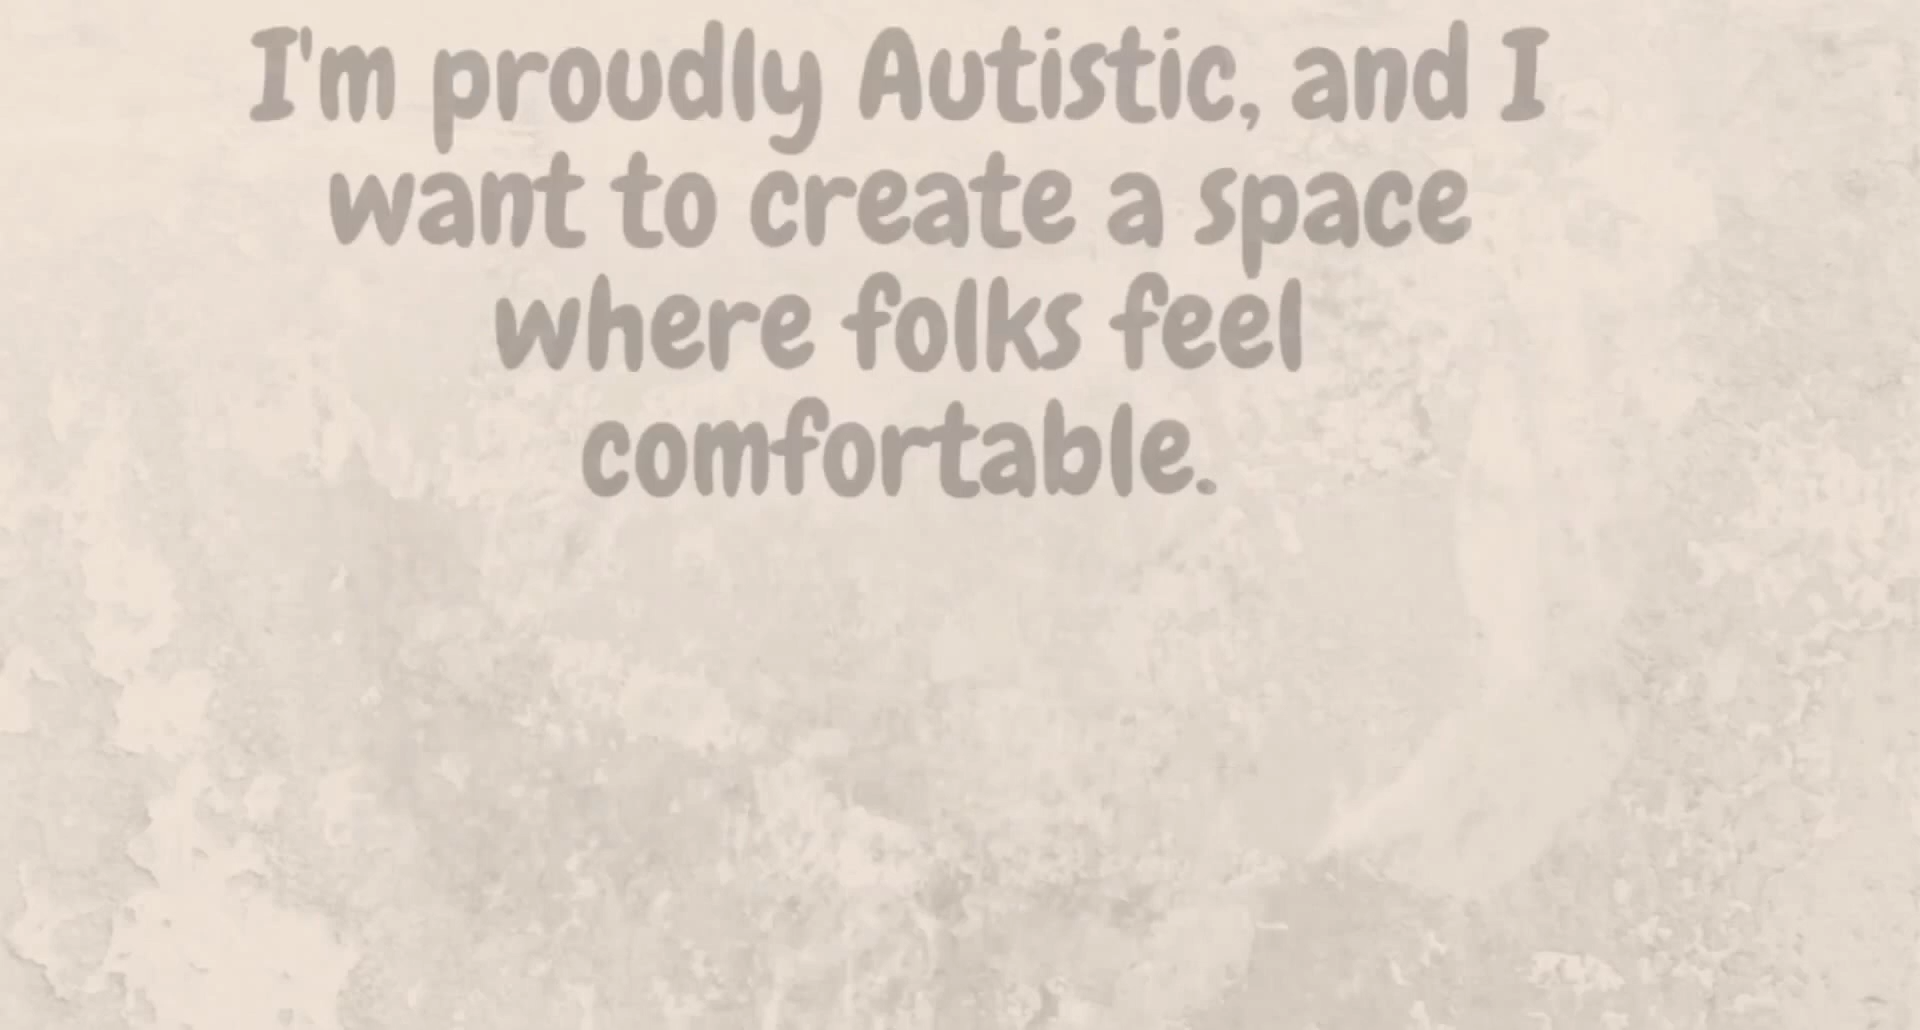 I'm proudly Autistic, and I
want to create a space
where folks feel
comfortable.